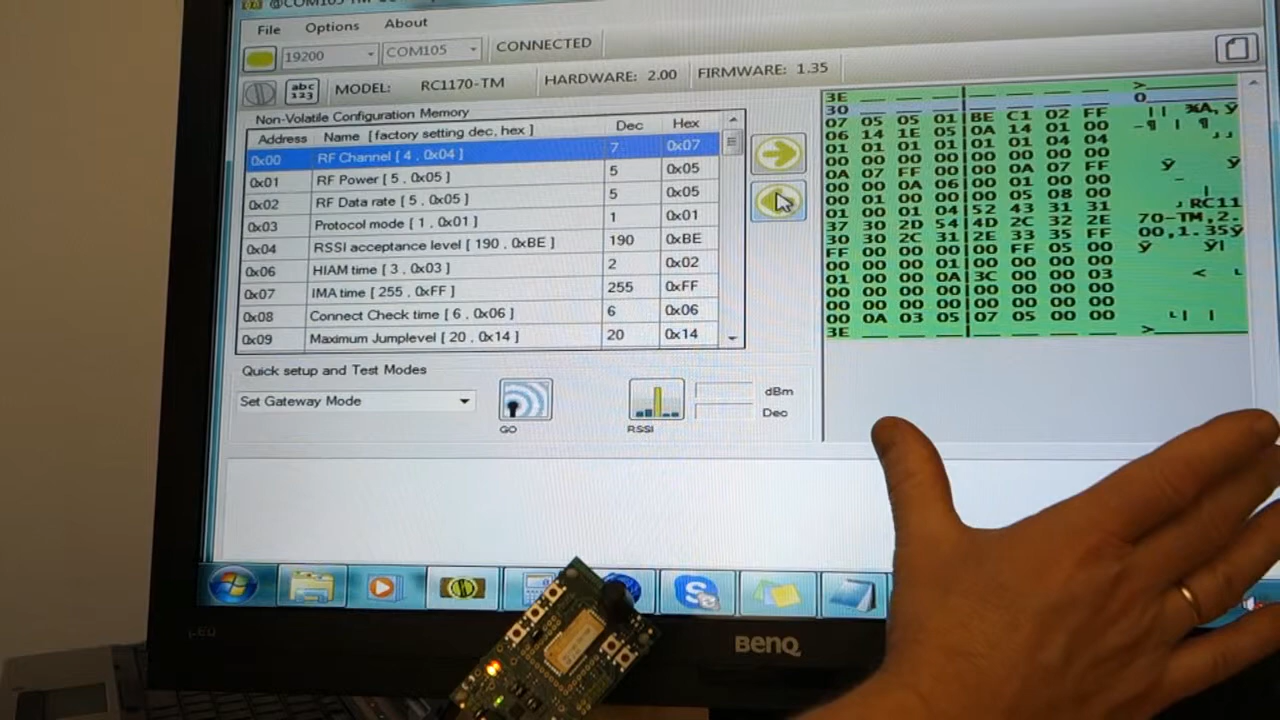 File Options About
19200 COM105 CONNECTED
abc 123 MODEL: RC1170-TM HARDWARE: 2.00 FIRMWARE: 1.35
Non-Volatile Configuration Memory
Address Name [ factory setting dec, hex ] Dec Hex
0x00 RF Channel [ 4 , 0x04 ] 7 0x07
0x01 RF Power [ 5 , 0x05 ] 5 0x05
0x02 RF Data rate [ 5 , 0x05 ] 5 0x05
0x03 Protocol mode [ 1 , 0x01 ] 1 0x01
0x04 RSSI acceptance level [ 190 , 0xBE ] 190 0xBE
0x06 HIAM time [ 3 , 0x03 ] 2 0x02
0x07 IMA time [ 255 , 0xFF ] 255 0xFF
0x08 Connect Check time [ 6 , 0x06 ] 6 0x06
0x09 Maximum Jumplevel [ 20 , 0x14 ] 20 0x14
Quick setup and Test Modes
Set Gateway Mode
GO
RSSI
dBm
Dec
3E >
30 0
07 05 05 01 BE C1 02 FF
06 14 1E 05 0A 14 01 00
01 01 01 01 01 01 04 04
0A 07 FF 00 00 0A 07 FF
00 00 0A 06 00 01 00 00
00 01 00 00 00 05 08 00
01 00 01 04 52 43 31 31 RC11
37 30 2D 54 4D 2C 32 2E 70-TM,2.
30 30 2C 31 2E 33 35 FF 00,1.35ÿ
FF 00 00 00 00 FF 05 00
00 00 00 00 01 00 00 00
01 00 00 0A 3C 00 00 03 <
00 00 00 00 00 00 00 00
00 00 00 00 00 00 00 00
00 0A 03 05 07 05 00 00
3E >
BenQ